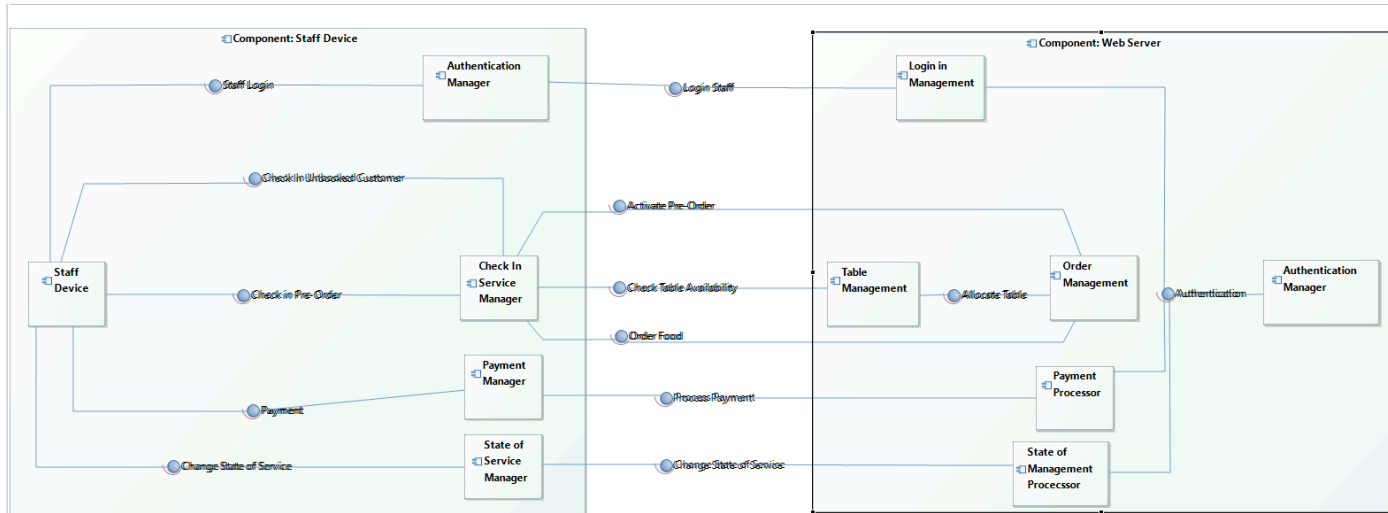 Component: Staff Device
Component: Web Server
Authentication
Manager
Login in
Management
Staff Login
Login Staff
Check In Unbooked Customer
Activate Pre-Order
Staff
Device
Check In
Service
Manager
Table
Management
Order
Management
Authentication
Manager
Check in Pre-Order
Check Table Availability
Allocate Table
Authentication
Order Food
Payment
Manager
Payment
Processor
Payment
Process Payment
State of
Service
Manager
State of
Management
Procecssor
Change State of Service
Change State of Service